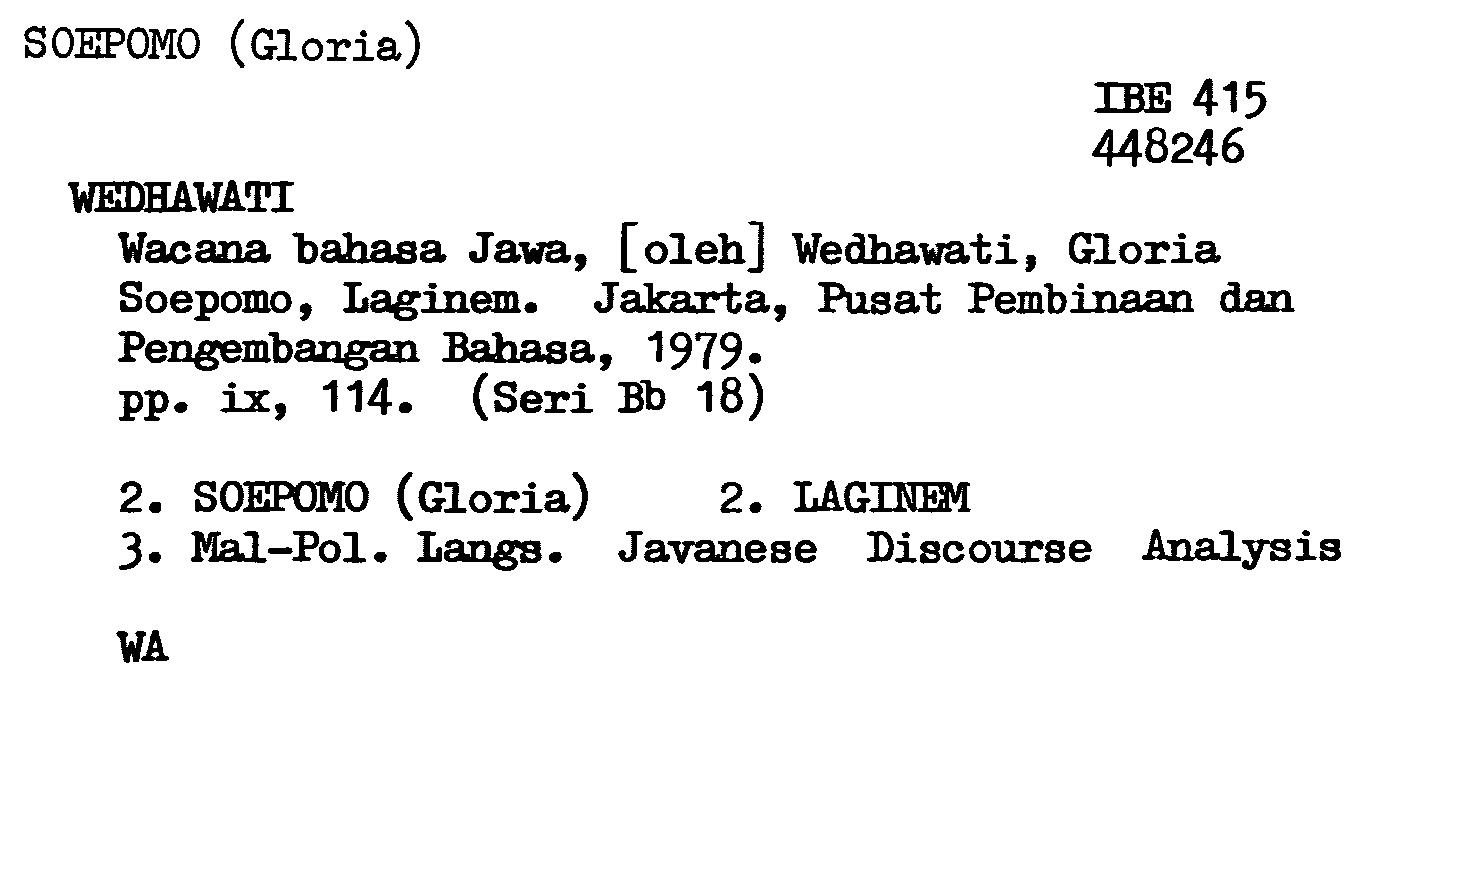 SOEPOMO (Gloria)
IBE 415
448246
WEDHAWATI
Wacana bahasa Jawa, [oleh] Wedhawati, Gloria
Soepomo, Laginem. Jakarta, Pusat Pembinaan dan
Pengembangan Bahasa, 1979.
pp. ix, 114. (Seri Bb 18)
2. SOEPOMO (Gloria) 2. LAGINEM
3. Mal-Pol. Langs. Javanese Discourse Analysis
WA